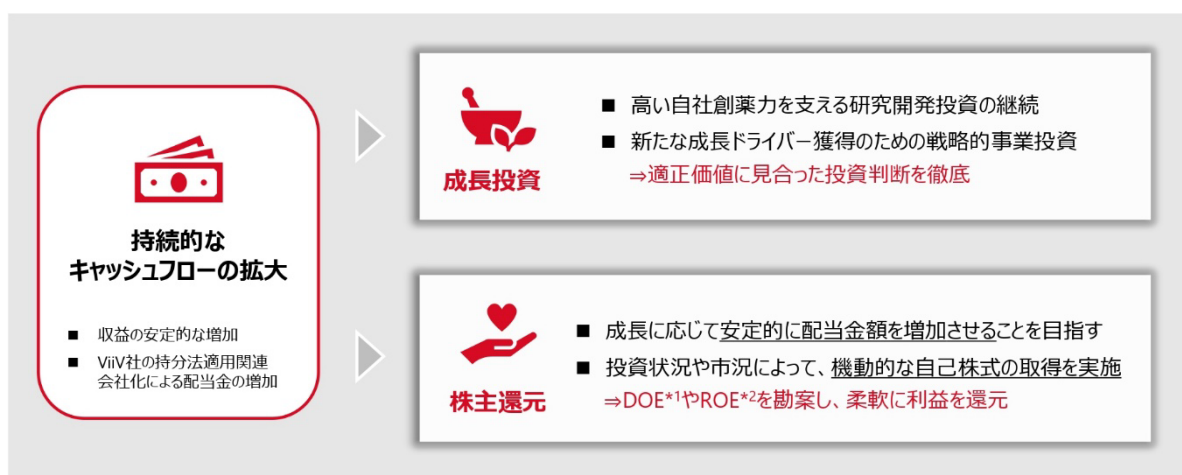 持続的な
キャッシュフローの拡大
■ 収益の安定的な増加
■ ViiV社の持分法適用関連
会社化による配当金の増加
成長投資
■ 高い自社創薬力を支える研究開発投資の継続
■ 新たな成長ドライバー獲得のための戦略的事業投資
⇒適正価値に見合った投資判断を徹底
株主還元
■ 成長に応じて安定的に配当金額を増加させることを目指す
■ 投資状況や市況によって、機動的な自己株式の取得を実施
⇒DOE*1やROE*2を勘案し、柔軟に利益を還元